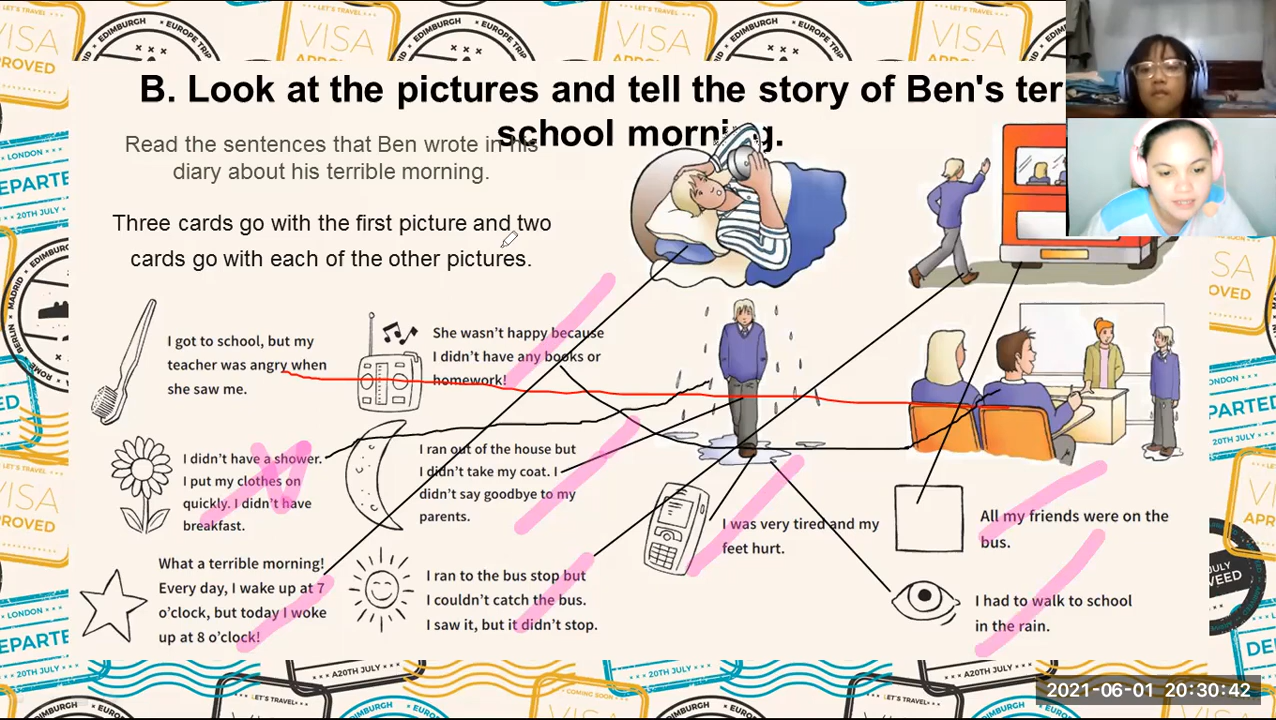 B. Look at the pictures and tell the story of Ben's ter
school morning.
Read the sentences that Ben wrote in his
diary about his terrible morning.
Three cards go with the first picture and two
cards go with each of the other pictures.
I got to school, but my
teacher was angry when
she saw me.
She wasn't happy because
I didn't have any books or
homework!
I didn't have a shower.
I put my clothes on
quickly. I didn't have
breakfast.
I ran out of the house but
I didn't take my coat. I
didn't say goodbye to my
parents.
I was very tired and my
feet hurt.
All my friends were on the
bus.
What a terrible morning!
Every day, I wake up at 7
o'clock, but today I woke
up at 8 o'clock!
I ran to the bus stop but
I couldn't catch the bus.
I saw it, but it didn't stop.
I had to walk to school
in the rain.
2021-06-01 20:30:42